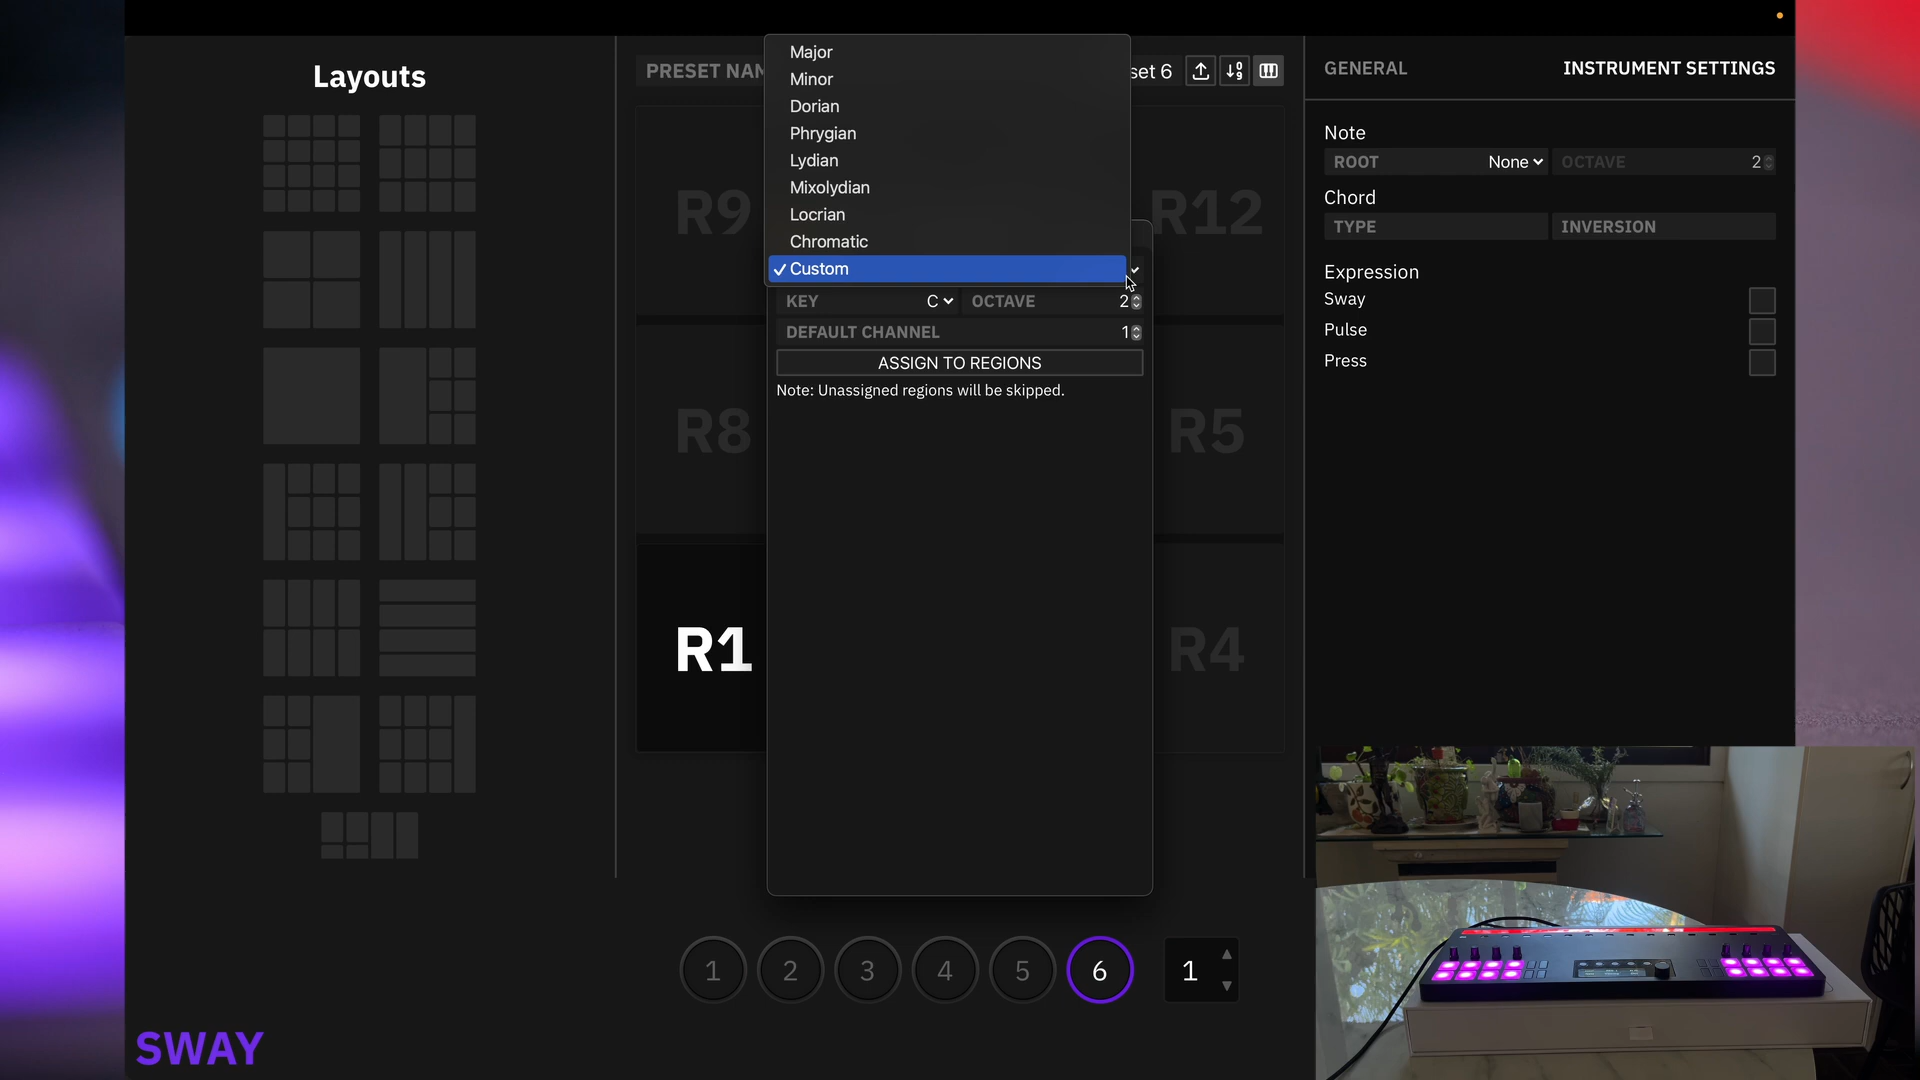 Layouts
PRESET NAM
set 6
Major
Minor
Dorian
Phrygian
Lydian
Mixolydian
Locrian
Chromatic
✓ Custom
KEY C OCTAVE 2
DEFAULT CHANNEL 1
ASSIGN TO REGIONS
Note: Unassigned regions will be skipped.
R9
R12
R8
R5
R1
R4
1 2 3 4 5 6 1
GENERAL INSTRUMENT SETTINGS
Note
ROOT None OCTAVE 2
Chord
TYPE INVERSION
Expression
Sway
Pulse
Press
SWAY